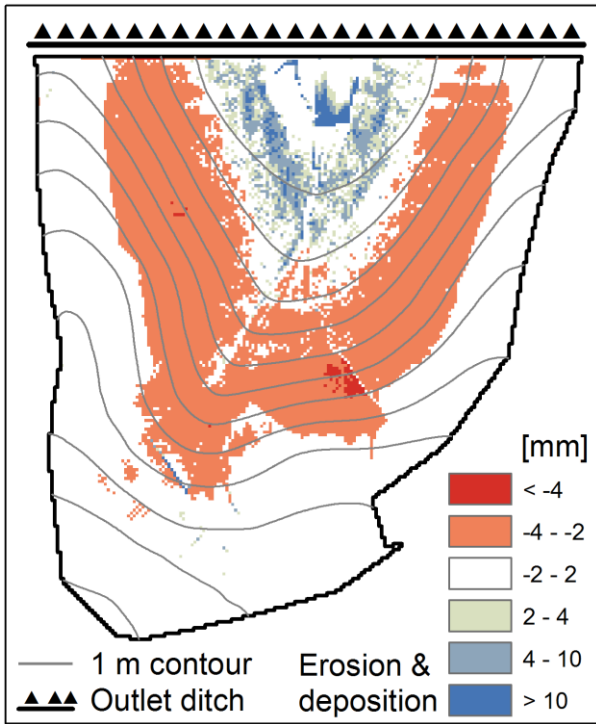 [mm]
< -4
-4 - -2
-2 - 2
2 - 4
4 - 10
> 10
1 m contour
Outlet ditch
Erosion &
deposition